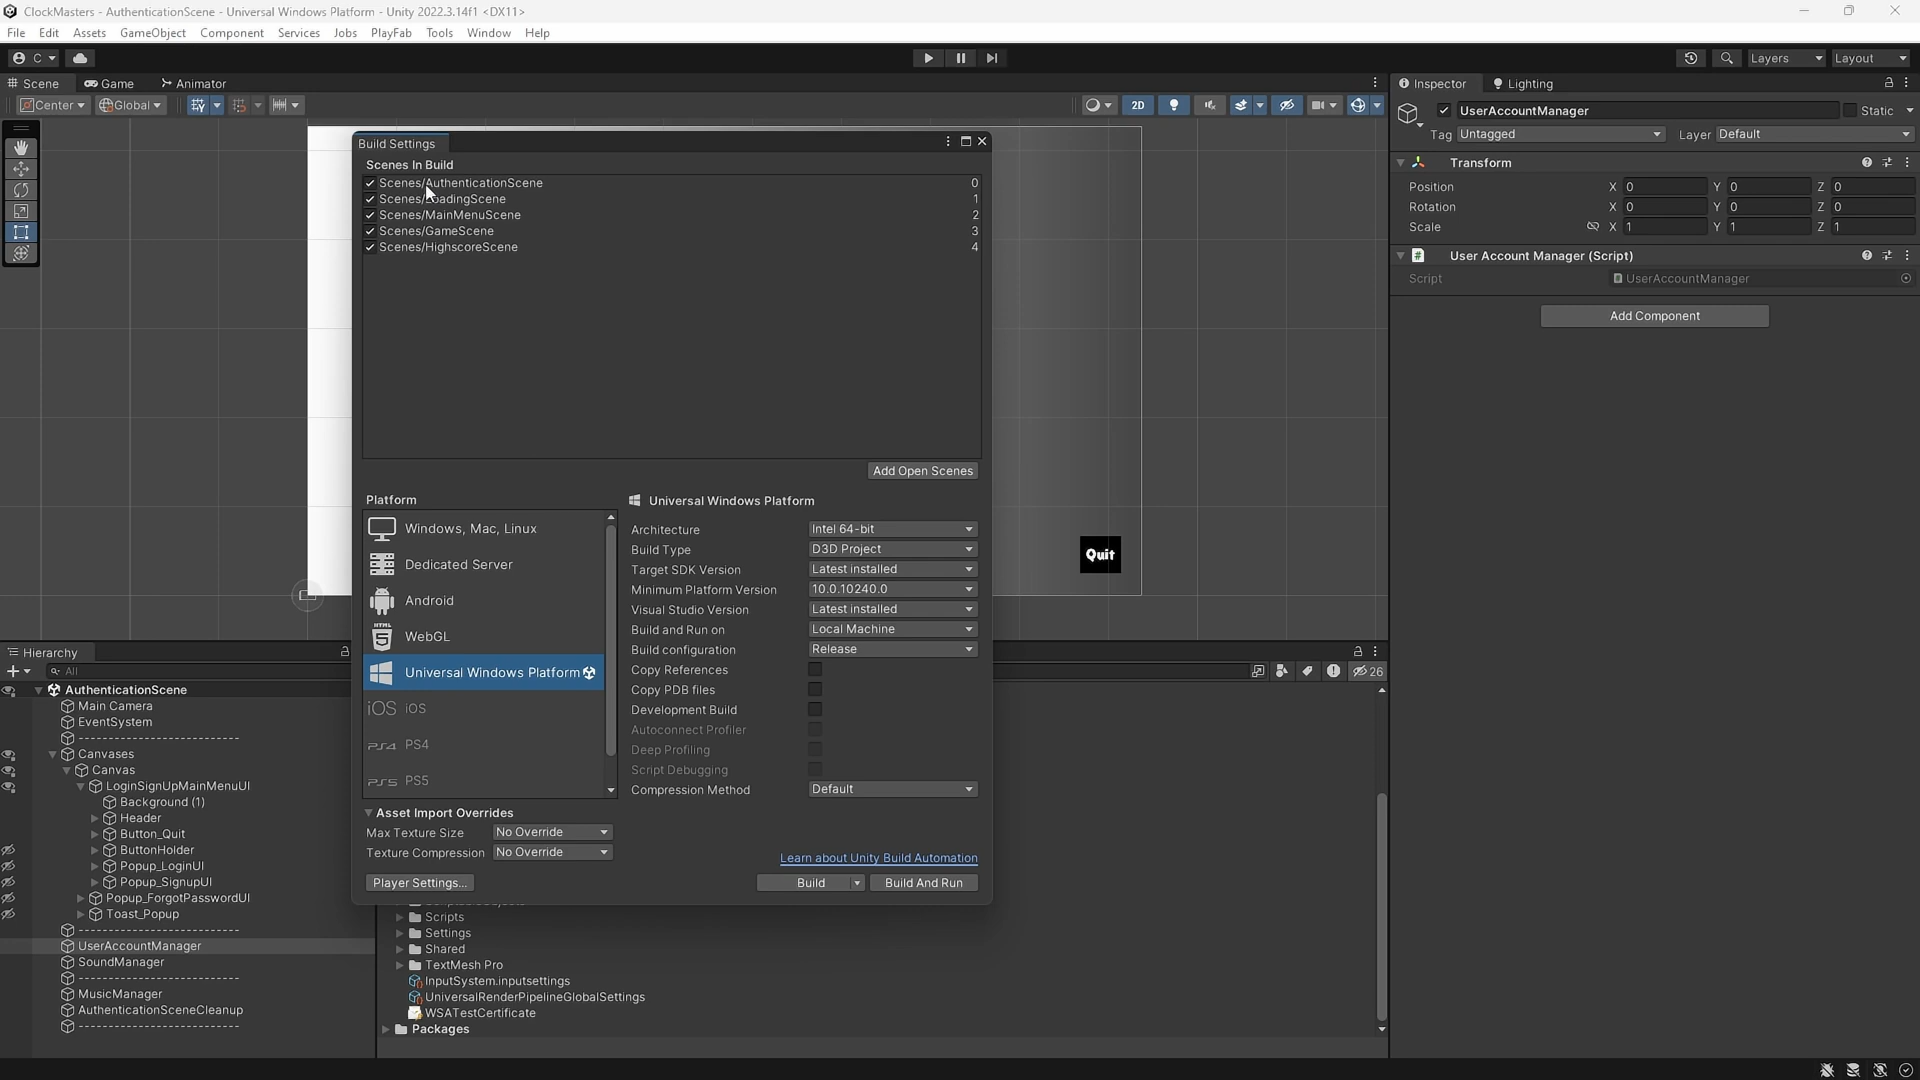 ClockMasters - AuthenticationScene - Universal Windows Platform - Unity 2022.3.14f1 <DX11>
File Edit Assets GameObject Component Services Jobs PlayFab Tools Window Help
C Layers Layout
Scene Game Animator Inspector Lighting
Center Global 2D
UserAccountManager Static
Tag Untagged Layer Default
Transform
Position X 0 Y 0 Z 0
Rotation X 0 Y 0 Z 0
Scale X 1 Y 1 Z 1
User Account Manager (Script)
Script UserAccountManager
Add Component
Build Settings
Scenes In Build
Scenes/AuthenticationScene 0
Scenes/LoadingScene 1
Scenes/MainMenuScene 2
Scenes/GameScene 3
Scenes/HighscoreScene 4
Add Open Scenes
Platform
Windows, Mac, Linux
Dedicated Server
Android
HTML 5 WebGL
Universal Windows Platform
iOS iOS
PS4 PS4
PS5 PS5
Universal Windows Platform
Architecture Intel 64-bit
Build Type D3D Project
Target SDK Version Latest installed
Minimum Platform Version 10.0.10240.0
Visual Studio Version Latest installed
Build and Run on Local Machine
Build configuration Release
Copy References
Copy PDB files
Development Build
Autoconnect Profiler
Deep Profiling
Script Debugging
Compression Method Default
Asset Import Overrides
Max Texture Size No Override
Texture Compression No Override
Learn about Unity Build Automation
Player Settings... Build Build And Run
Quit
Hierarchy
All
26
AuthenticationScene
Main Camera
EventSystem
-----------------------------
Canvases
Canvas
LoginSignUpMainMenuUI
Background (1)
Header
Button_Quit
ButtonHolder
Popup_LoginUI
Popup_SignupUI
Popup_ForgotPasswordUI
Toast_Popup
-----------------------------
UserAccountManager
SoundManager
-----------------------------
MusicManager
AuthenticationSceneCleanup
-----------------------------
Scripts
Settings
Shared
TextMesh Pro
InputSystem.inputsettings
UniversalRenderPipelineGlobalSettings
WSATestCertificate
Packages